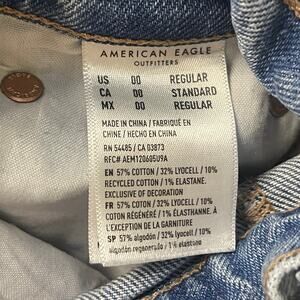 AMERICAN EAGLE
OUTFITTERS
US 00 REGULAR
CA 00 STANDARD
MX 00 REGULAR
MADE IN CHINA / FABRIQUÉ EN
CHINE / HECHO EN CHINA
RN 54485 / CA 03873
RFC# AEM120605U9A
EN 57% COTTON / 32% LYOCELL / 10%
RECYCLED COTTON / 1% ELASTANE.
EXCLUSIVE OF DECORATION
FR 57% COTON / 32% LYOCELL / 10%
COTON RÉGÉNÉRÉ / 1% ÉLASTHANNE. À
L'EXCEPTION DE LA GARNITURE
SP 57% algodón / 32% lyocell / 10%
algodón regenerado / 1% elastano